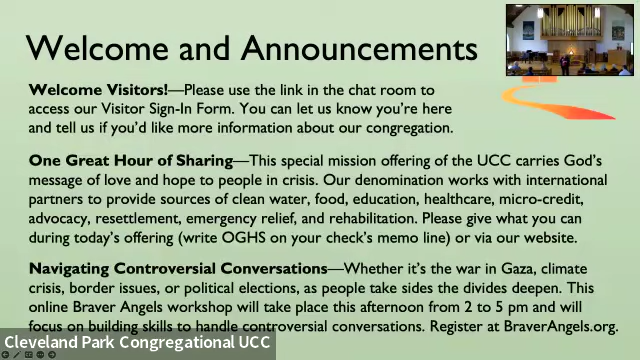 Welcome and Announcements
Welcome Visitors!—Please use the link in the chat room to
access our Visitor Sign-In Form. You can let us know you're here
and tell us if you'd like more information about our congregation.
One Great Hour of Sharing—This special mission offering of the UCC carries God's
message of love and hope to people in crisis. Our denomination works with international
partners to provide sources of clean water, food, education, healthcare, micro-credit,
advocacy, resettlement, emergency relief, and rehabilitation. Please give what you can
during today's offering (write OGHS on your check's memo line) or via our website.
Navigating Controversial Conversations—Whether it's the war in Gaza, climate
crisis, border issues, or political elections, as people take sides the divides deepen. This
online Braver Angels workshop will take place this afternoon from 2 to 5 pm and will
focus on building skills to handle controversial conversations. Register at BraverAngels.org.
Cleveland Park Congregational UCC